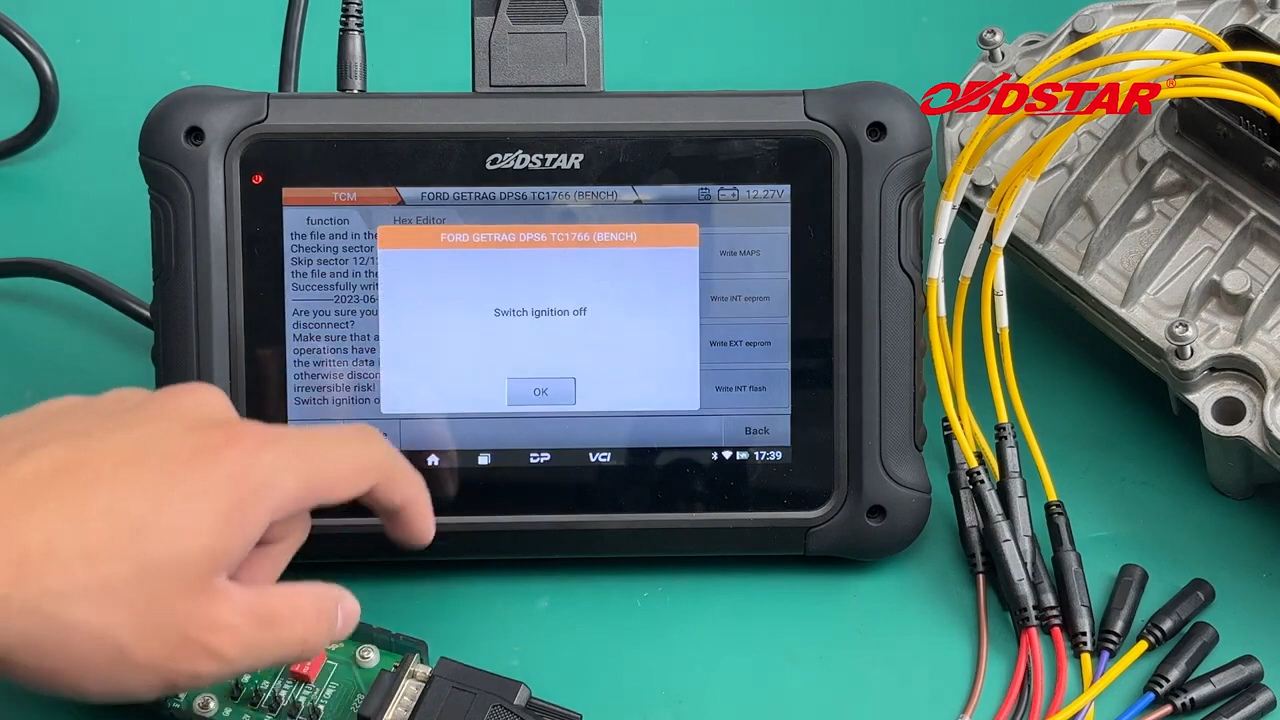 OBDSTAR®
OBDSTAR
TCM
FORD GETRAG DPS6 TC1766 (BENCH)
12.27V
function
Hex Editor
the file and in the
Checking sector
Skip sector 12/1
the file and in the
Successfully writ
2023-06-
Are you sure you
disconnect?
Make sure that a
operations have
the written data
otherwise discon
irreversible risk!
Switch ignition o
FORD GETRAG DPS6 TC1766 (BENCH)
Switch ignition off
OK
Write MAPS
Write INT eeprom
Write EXT eeprom
Write INT flash
Back
DP
VCI
17:39